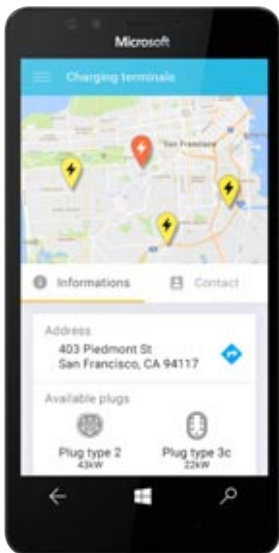 Microsoft
Charging terminals
San Francisco
Informations
Contact
Address
403 Piedmont St
San Francisco, CA 94117
Available plugs
Plug type 2
43kW
Plug type 3c
22kW